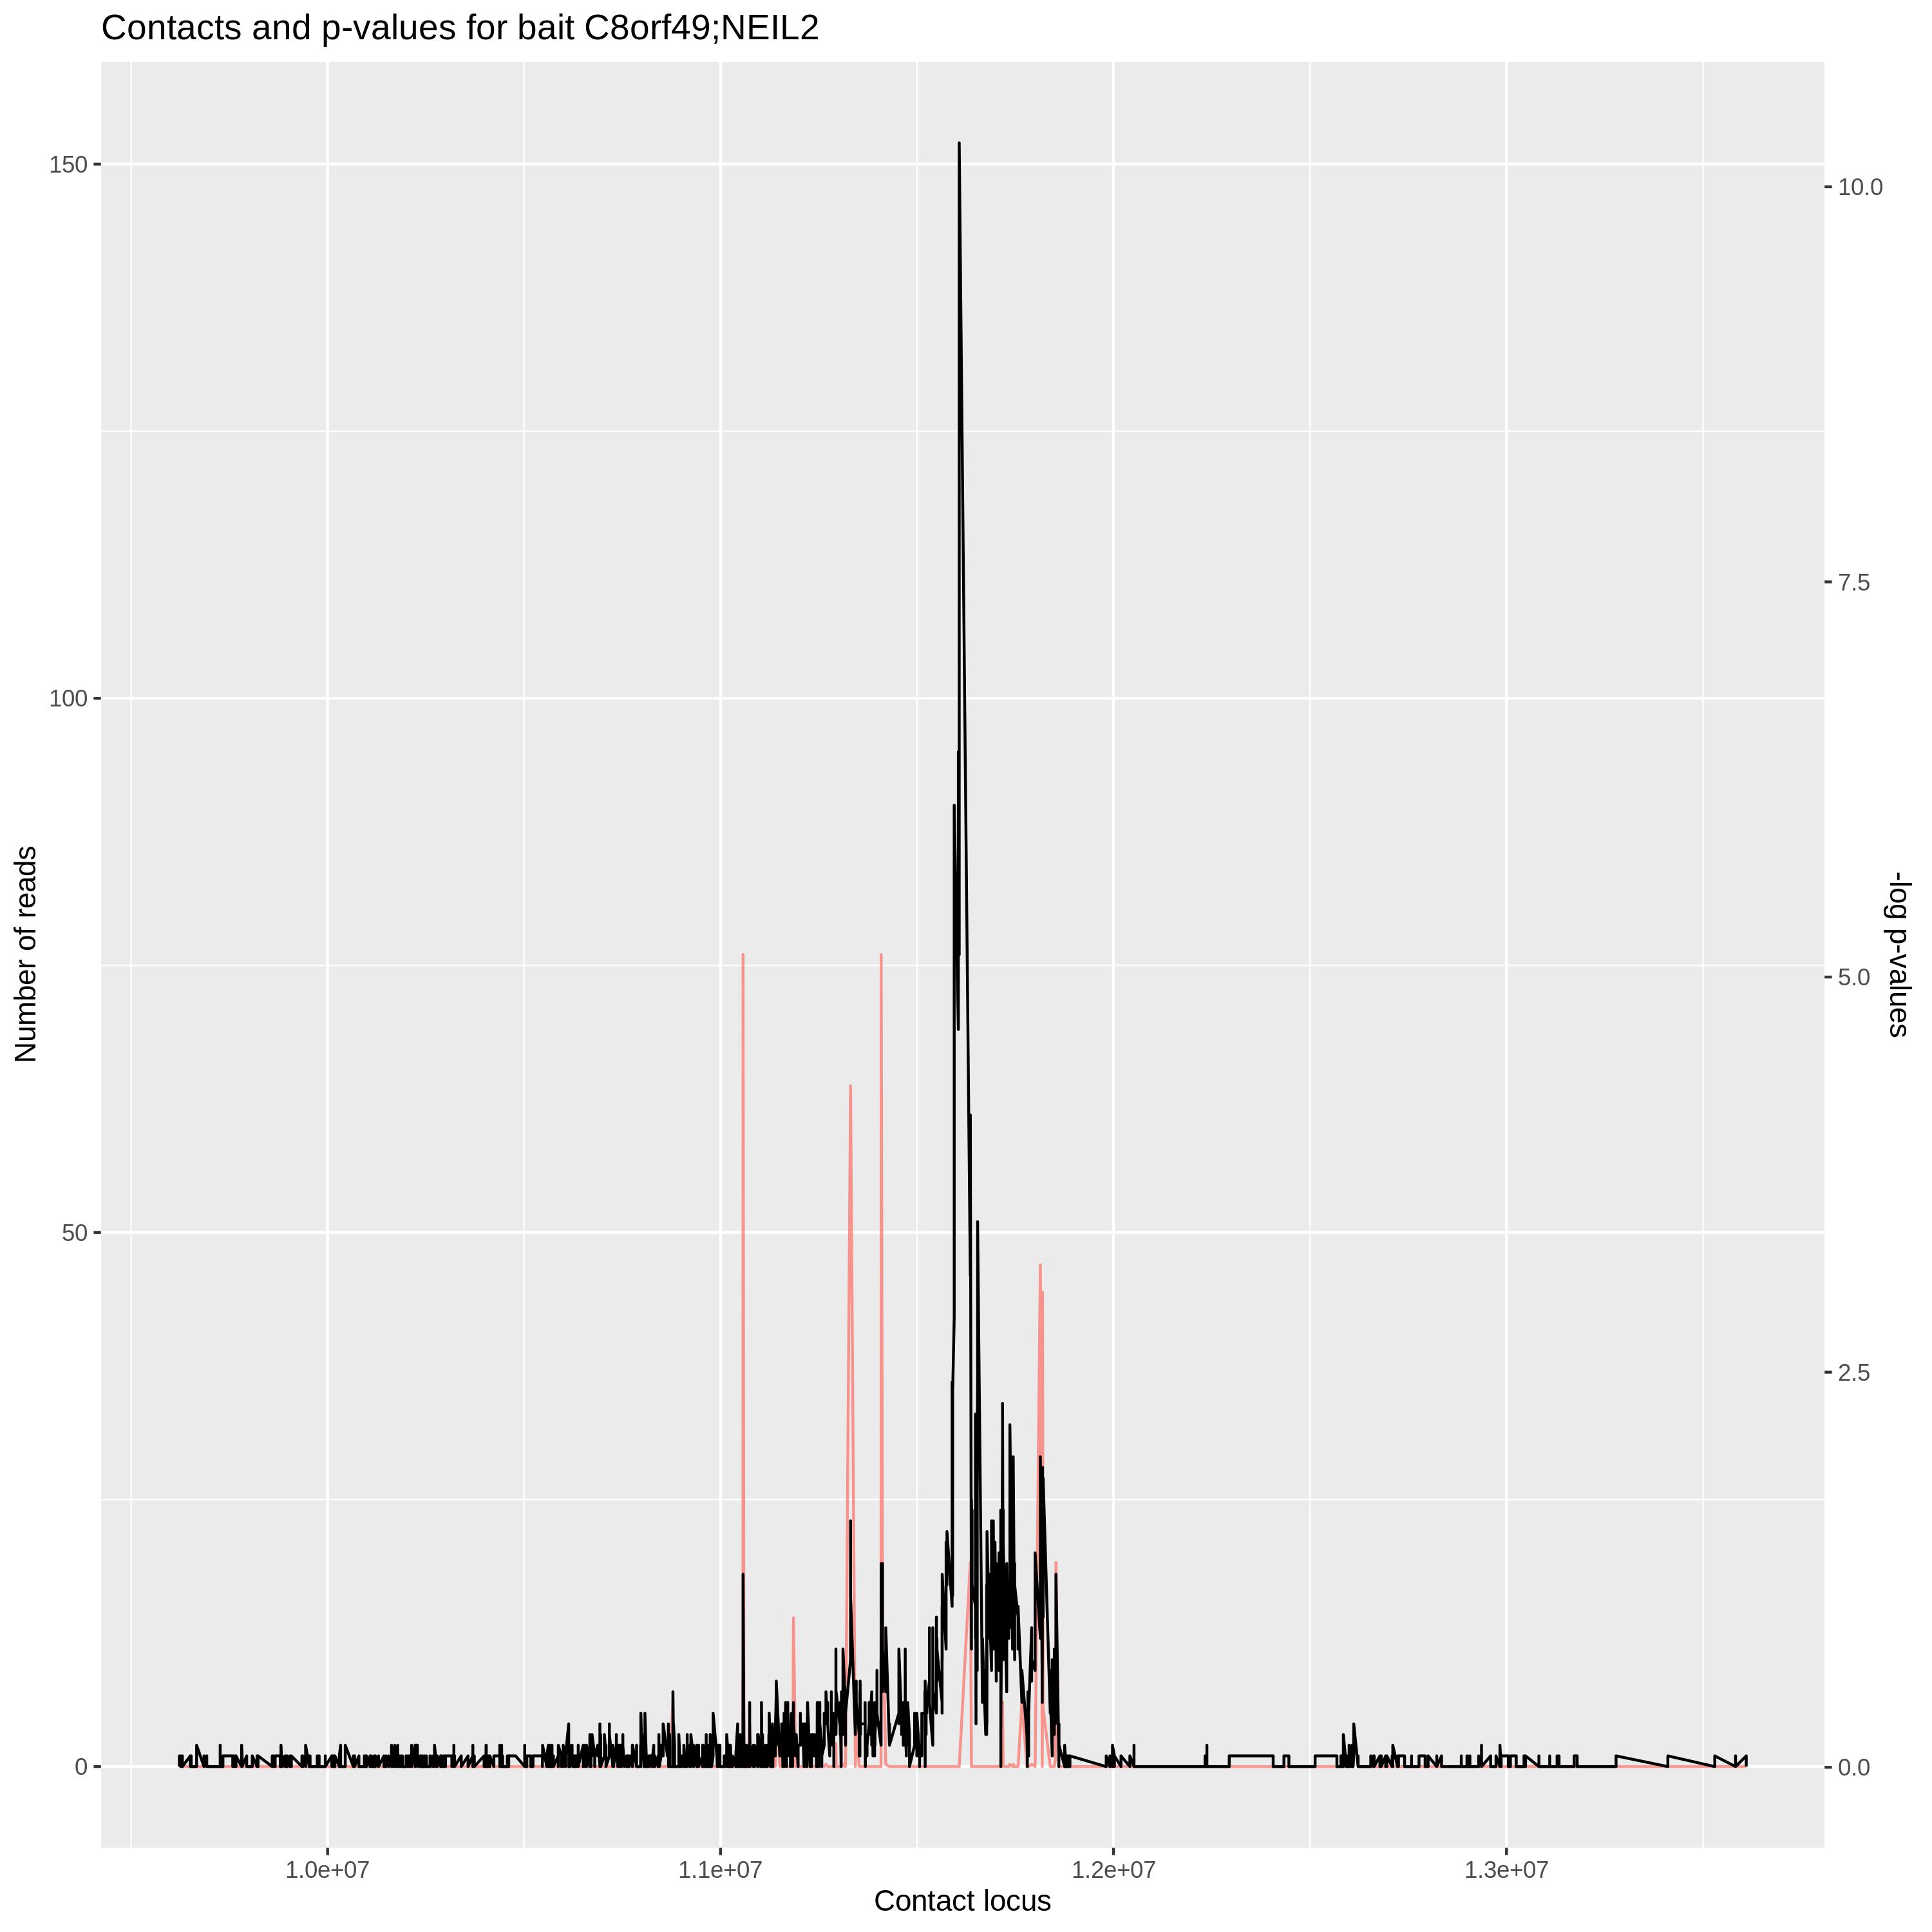 Contacts and p-values for bait C8orf49;NEIL2
150
100
50
0
Number of reads
10.0
7.5
5.0
2.5
0.0
-log p-values
1.0e+07
1.1e+07
1.2e+07
1.3e+07
Contact locus